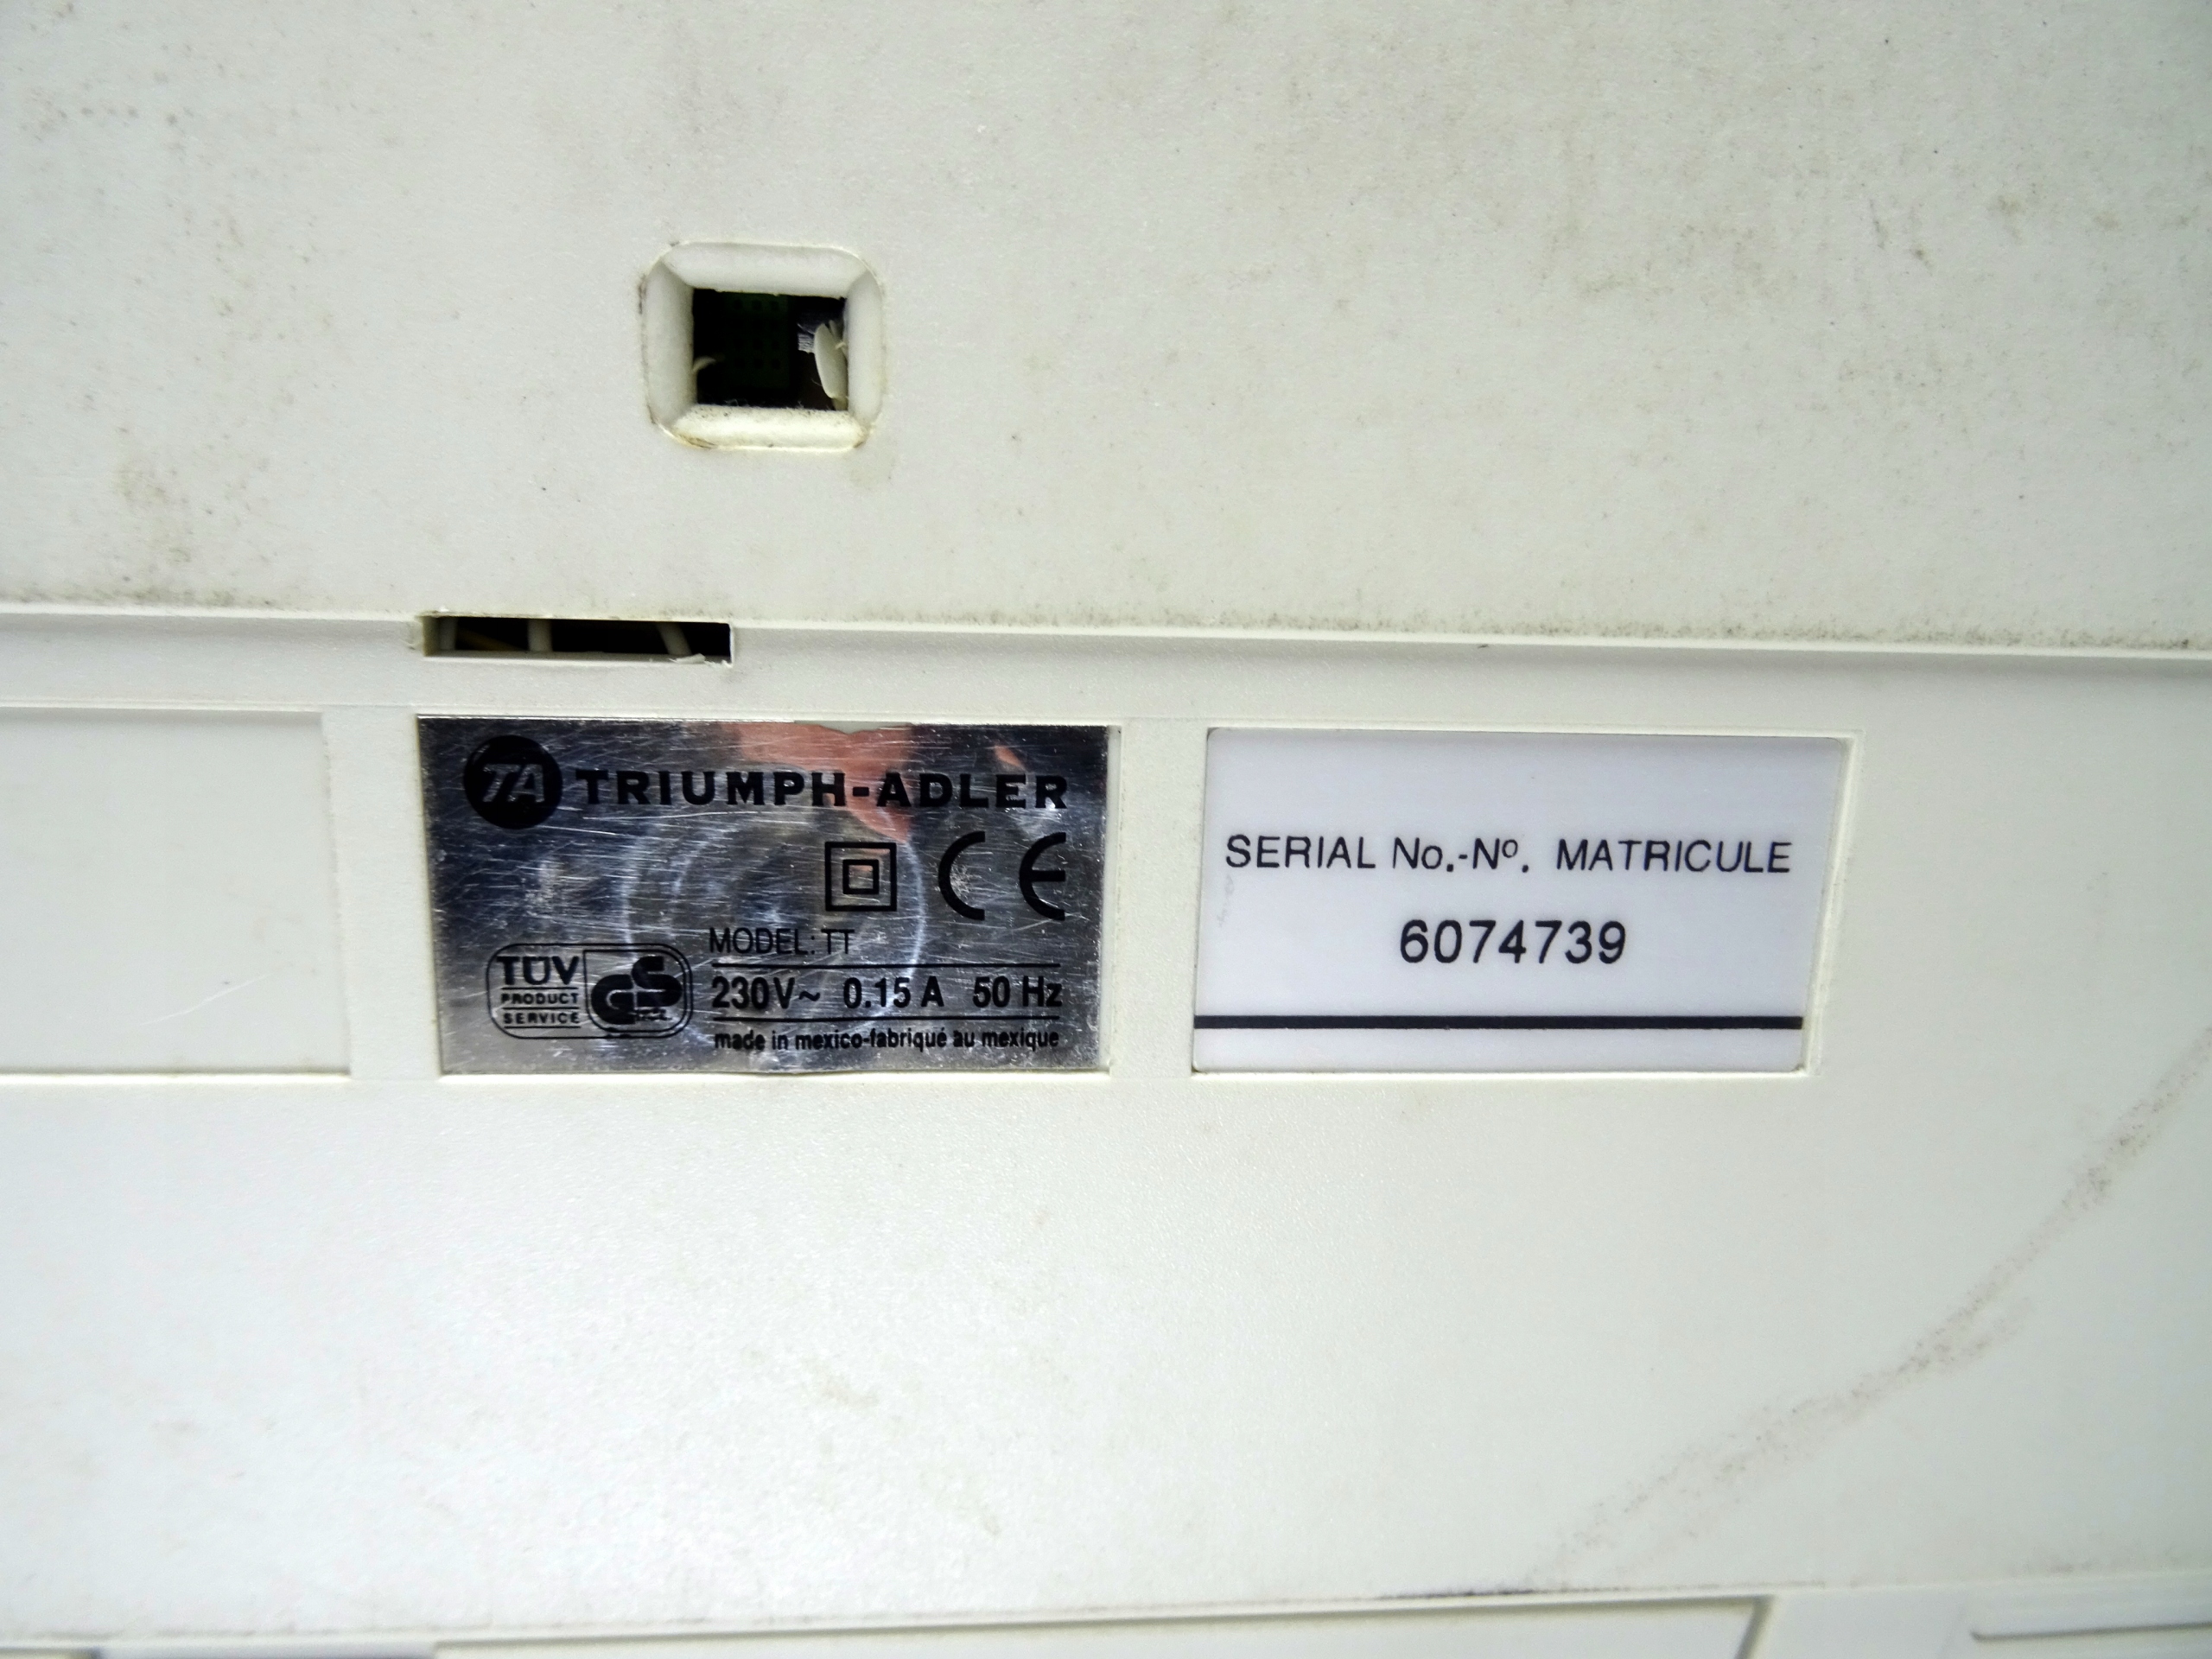 TA TRIUMPH-ADLER
CE
MODEL: TT
TÜV
PRODUCT
SERVICE
GS
230V~ 0.15 A 50 Hz
made in mexico-fabriqué au mexique
SERIAL No.-Nº. MATRICULE
6074739